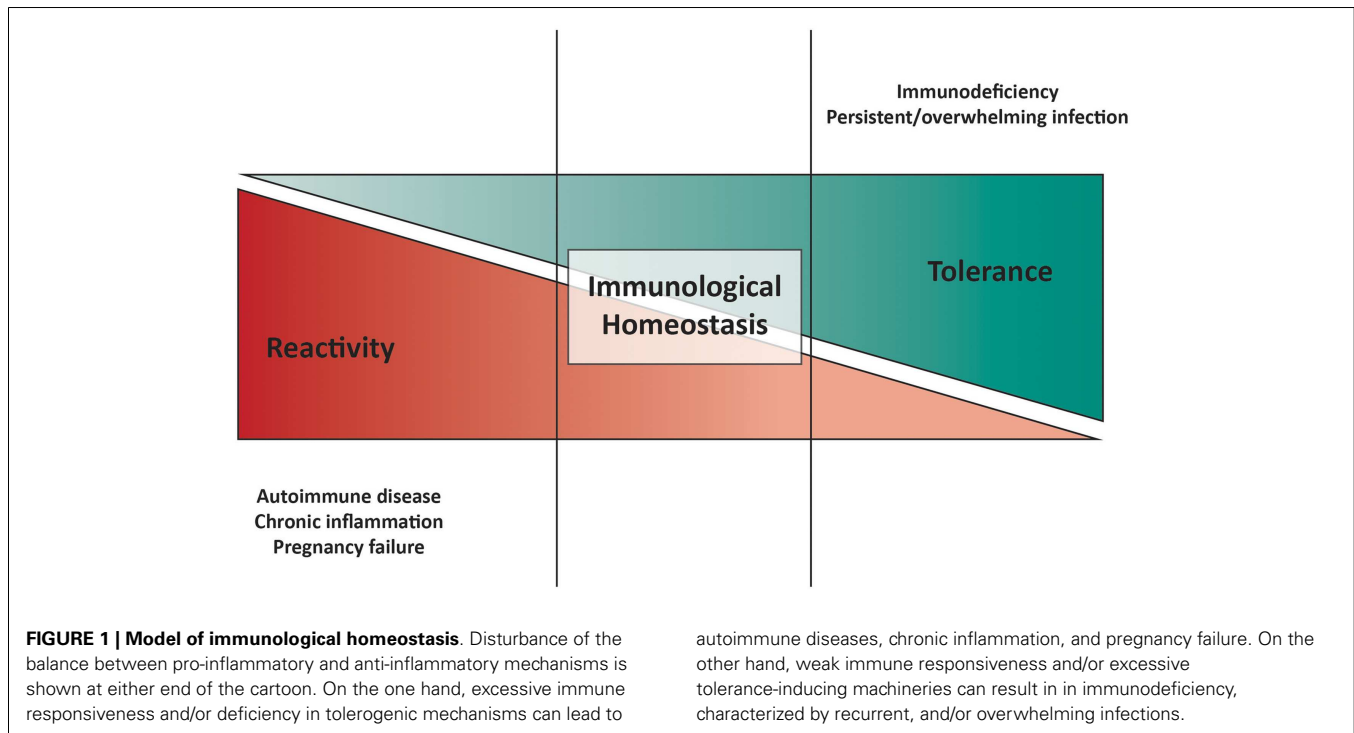 Immunodeficiency
Persistent/overwhelming infection
Tolerance
Immunological
Homeostasis
Reactivity
Autoimmune disease
Chronic inflammation
Pregnancy failure
FIGURE 1 | Model of immunological homeostasis. Disturbance of the
balance between pro-inflammatory and anti-inflammatory mechanisms is
shown at either end of the cartoon. On the one hand, excessive immune
responsiveness and/or deficiency in tolerogenic mechanisms can lead to
autoimmune diseases, chronic inflammation, and pregnancy failure. On the
other hand, weak immune responsiveness and/or excessive
tolerance-inducing machineries can result in in immunodeficiency,
characterized by recurrent, and/or overwhelming infections.